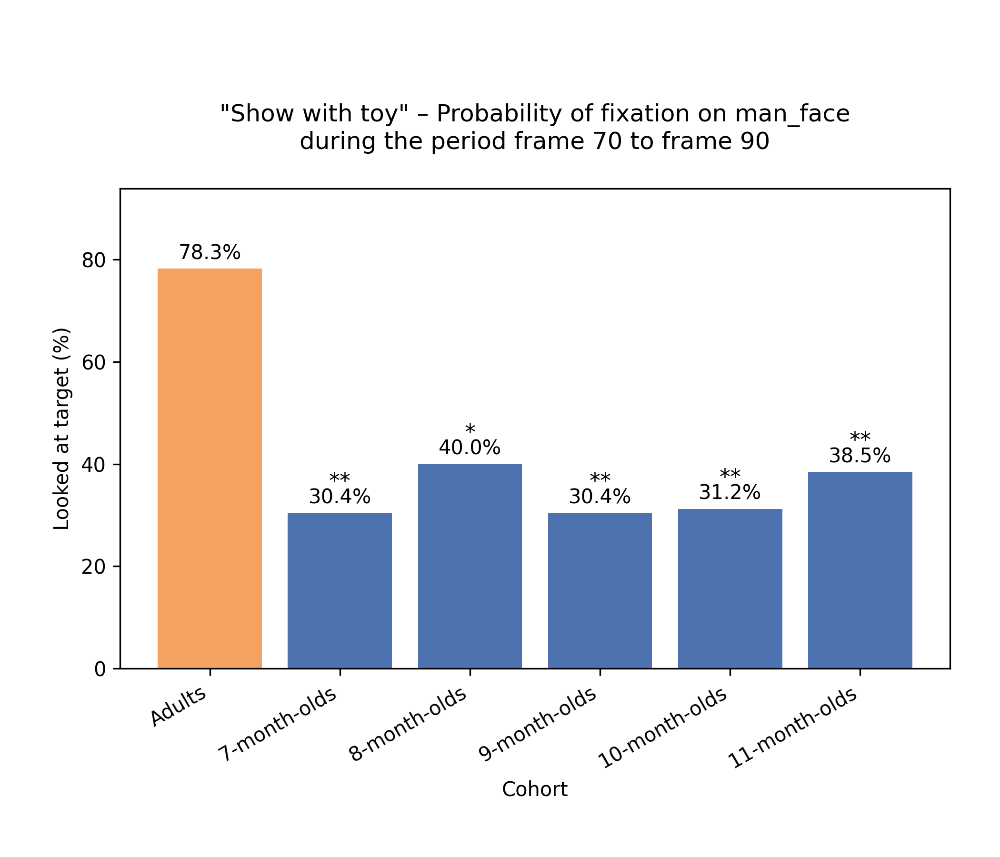 "Show with toy" – Probability of fixation on man_face
during the period frame 70 to frame 90
Looked at target (%)
80
60
40
20
0
78.3%
**
30.4%
*
40.0%
**
30.4%
**
31.2%
**
38.5%
Adults
7-month-olds
8-month-olds
9-month-olds
10-month-olds
11-month-olds
Cohort